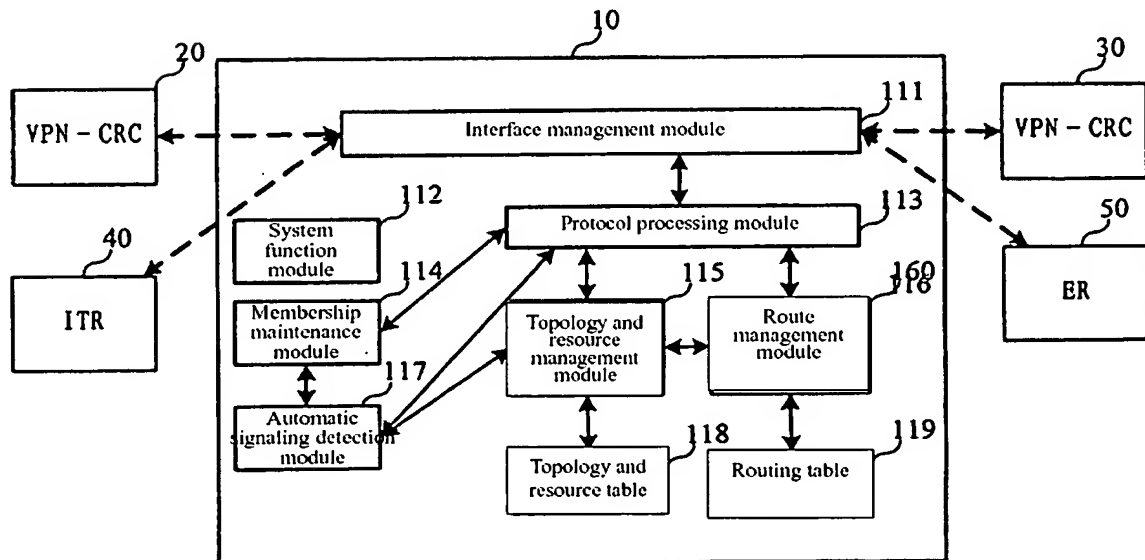 10
20
30
VPN-CRC
111
Interface management module
VPN-CRC
112
113
System
function
module
Protocol processing module
40
50
114
115
160
ITR
Membership
maintenance
module
Topology and
resource
management
module
Route
management
module
ER
117
Automatic
signaling detection
module
118
119
Topology and
resource table
Routing table